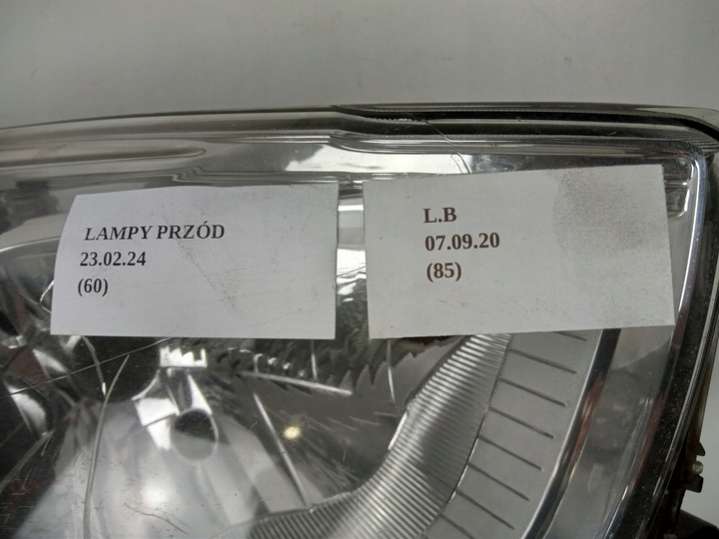 LAMPY PRZÓD
23.02.24
(60)
L.B
07.09.20
(85)